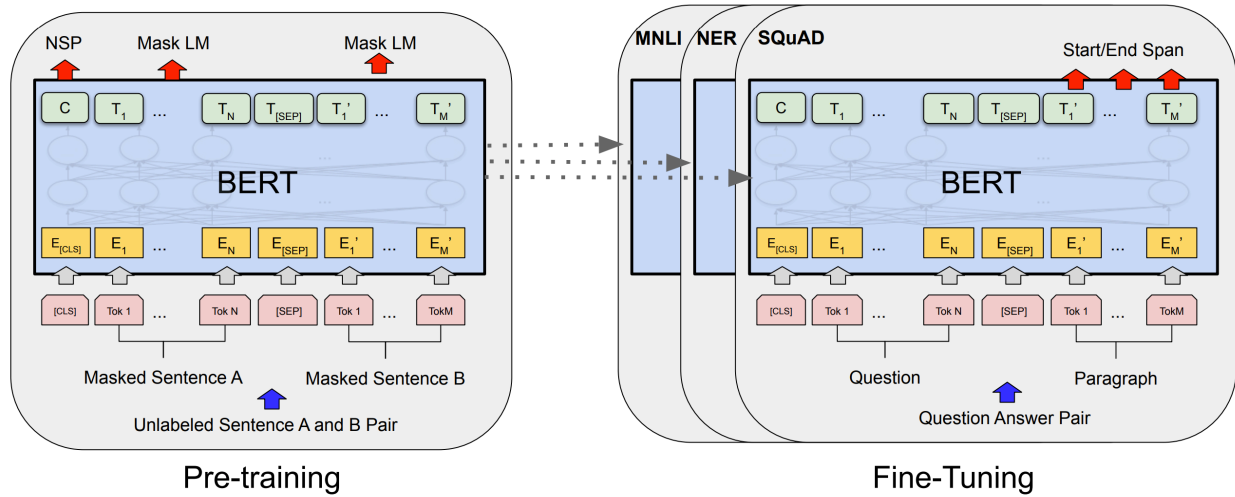 NSP Mask LM Mask LM
C T1 ... TN T[SEP] T1' ... TM'
...
BERT
E[CLS] E1 ... EN E[SEP] E1' ... EM'
[CLS] Tok 1 ... Tok N [SEP] Tok 1 ... TokM
Masked Sentence A Masked Sentence B
Unlabeled Sentence A and B Pair
Pre-training
MNLI NER SQuAD
Start/End Span
C T1 ... TN T[SEP] T1' ... TM'
...
BERT
E[CLS] E1 ... EN E[SEP] E1' ... EM'
[CLS] Tok 1 ... Tok N [SEP] Tok 1 ... TokM
Question Paragraph
Question Answer Pair
Fine-Tuning